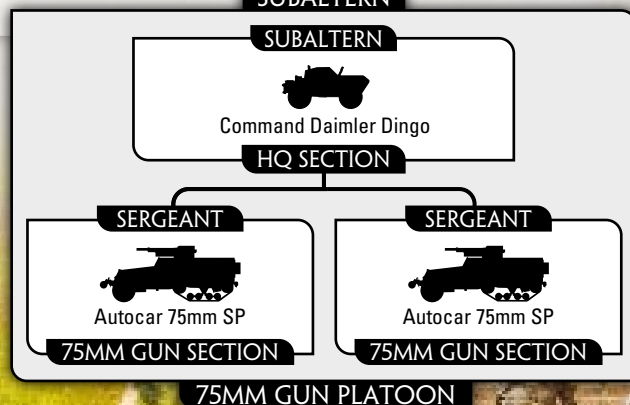 SUBALTERN
SUBALTERN
Command Daimler Dingo
HQ SECTION
SERGEANT SERGEANT
Autocar 75mm SP Autocar 75mm SP
75MM GUN SECTION 75MM GUN SECTION
75MM GUN PLATOON